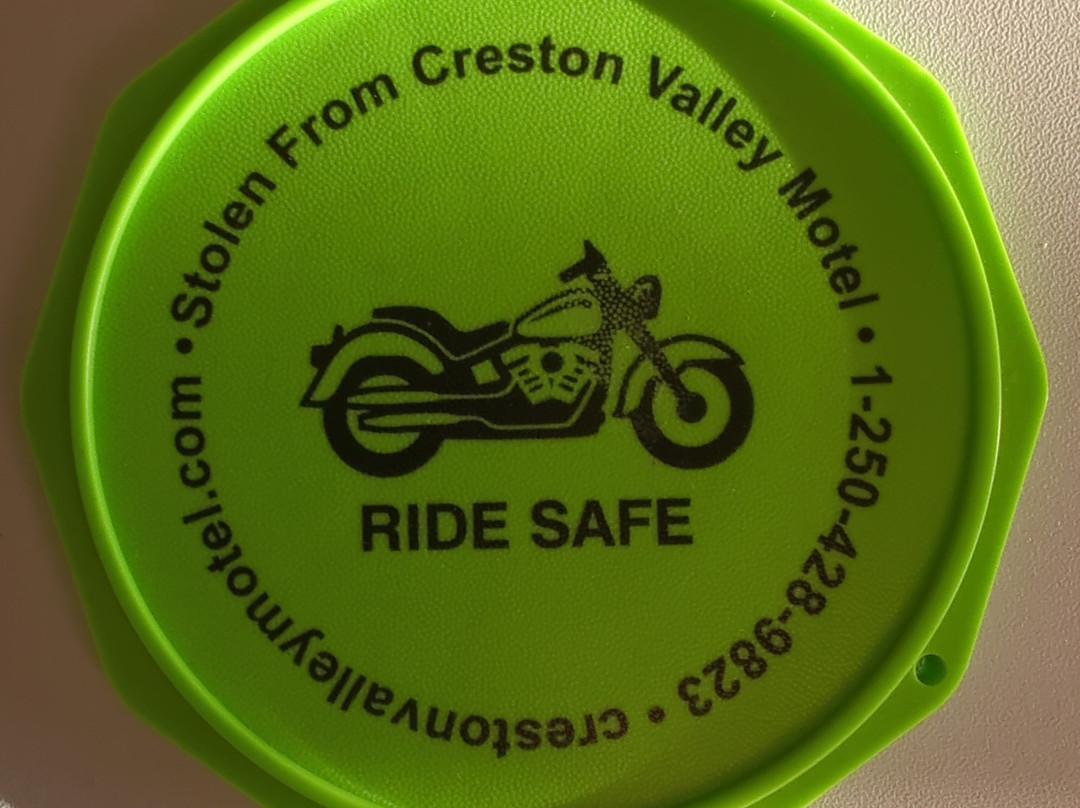 • Stolen From Creston Valley Motel • 1-250-428-9823 • crestonvalleymotel.com
RIDE SAFE